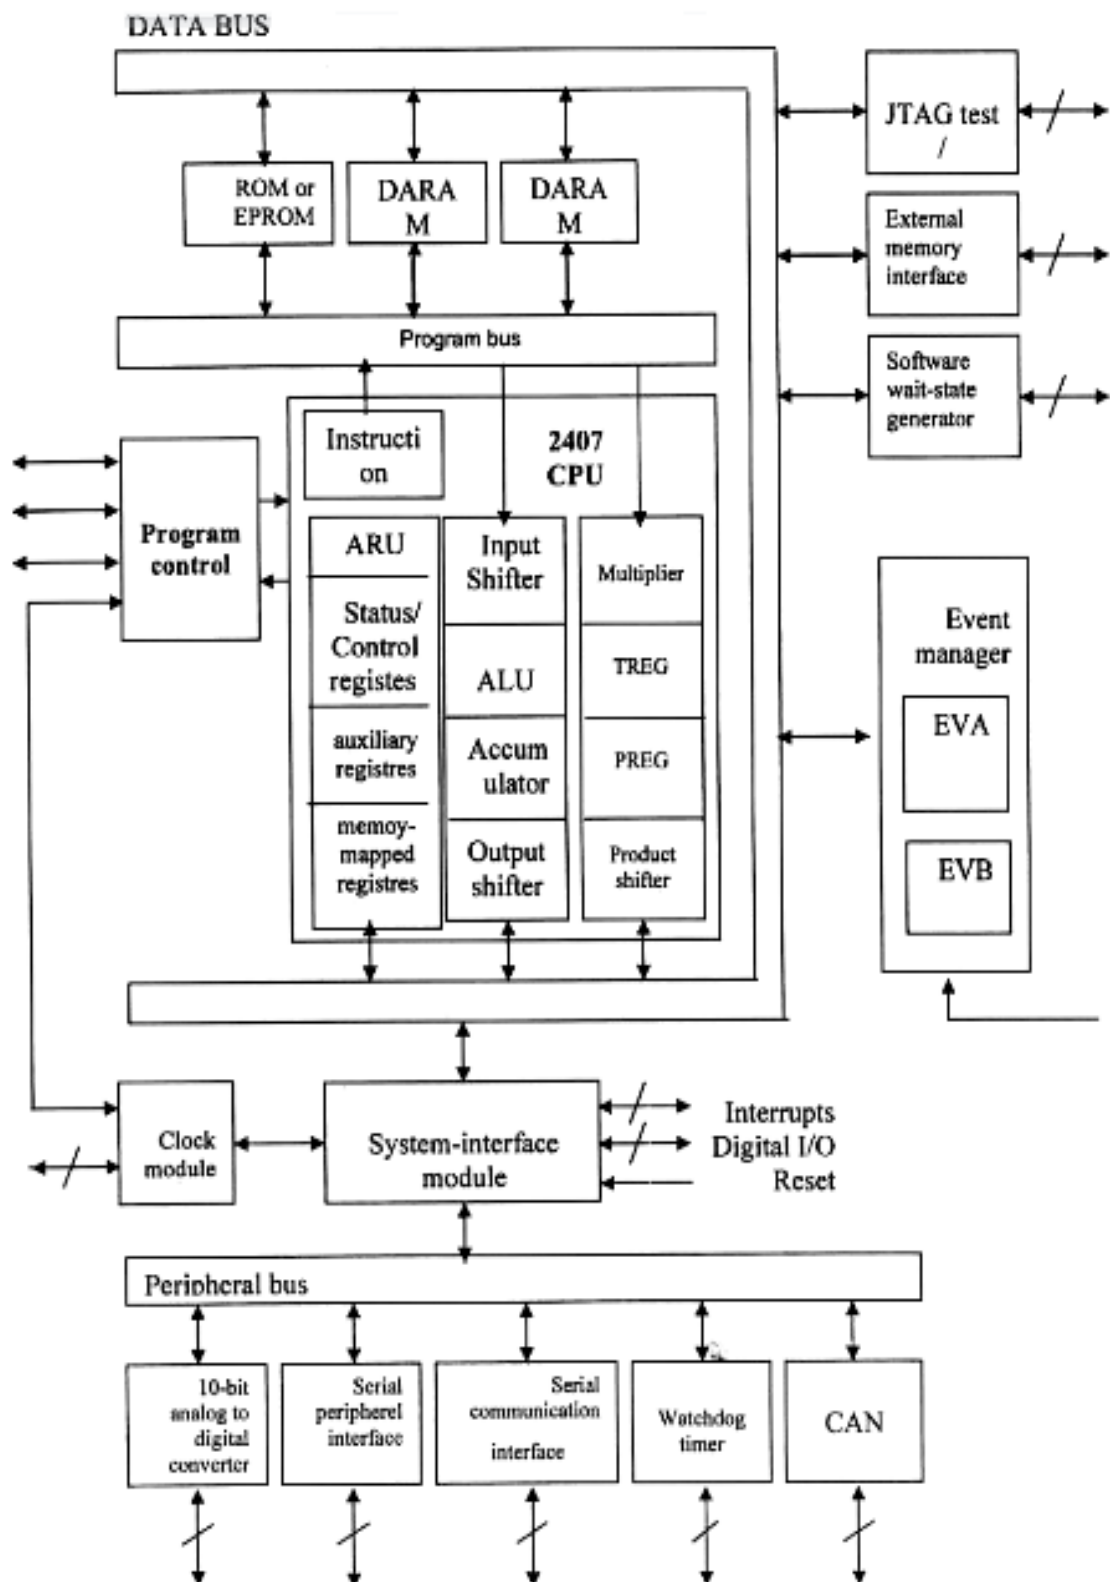 DATA BUS
JTAG test
/
ROM or
EPROM
DARA
M
DARA
M
External
memory
interface
Program bus
Software
wait-state
generator
Instructi
on
2407
CPU
Program
control
ARU
Status/
Control
registes
auxiliary
registres
memoy-
mapped
registres
Input
Shifter
ALU
Accum
ulator
Output
shifter
Multiplier
TREG
PREG
Product
shifter
Event
manager
EVA
EVB
Clock
module
System-interface
module
Interrupts
Digital I/O
Reset
Peripheral bus
10-bit
analog to
digital
converter
Serial
peripherel
interface
Serial
communication
interface
Watchdog
timer
CAN